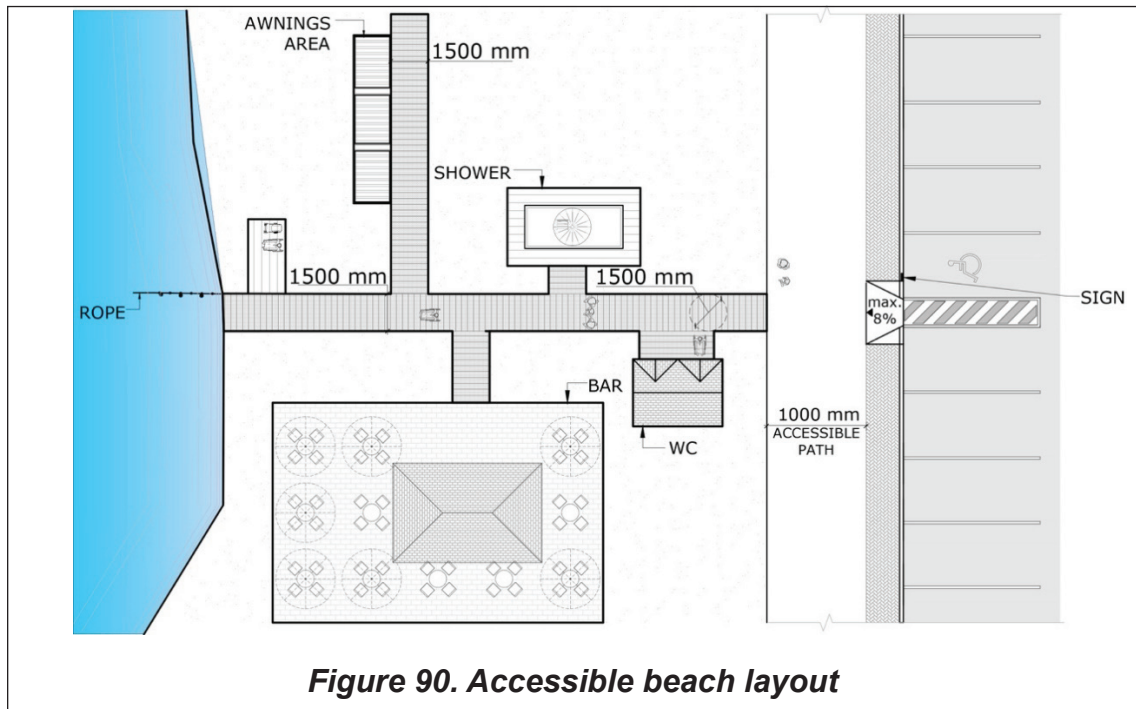 AWNINGS
AREA
1500 mm
SHOWER
1500 mm
1500 mm
ROPE
max.
8%
SIGN
BAR
1000 mm
ACCESSIBLE
PATH
WC
Figure 90. Accessible beach layout